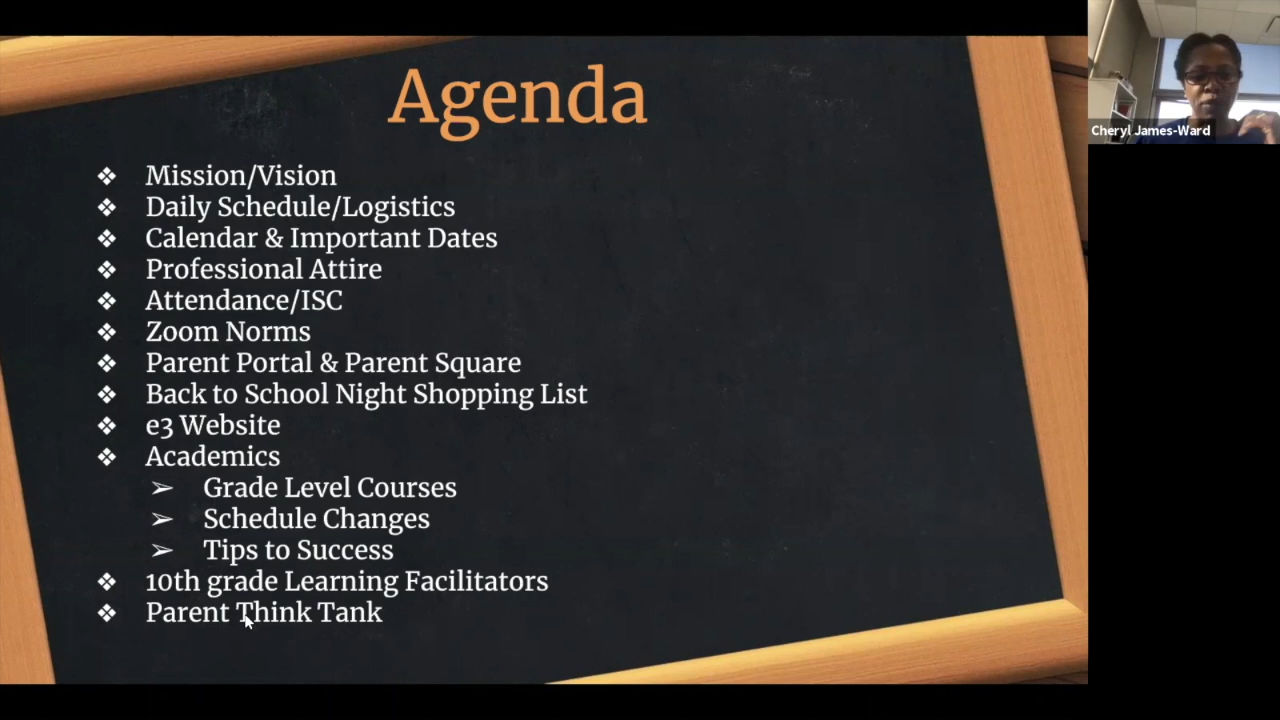 Agenda
❖ Mission/Vision
❖ Daily Schedule/Logistics
❖ Calendar & Important Dates
❖ Professional Attire
❖ Attendance/ISC
❖ Zoom Norms
❖ Parent Portal & Parent Square
❖ Back to School Night Shopping List
❖ e3 Website
❖ Academics
➢ Grade Level Courses
➢ Schedule Changes
➢ Tips to Success
❖ 10th grade Learning Facilitators
❖ Parent Think Tank
Cheryl James-Ward